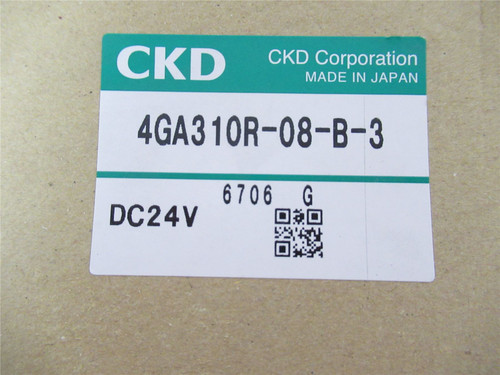 CKD
CKD Corporation
MADE IN JAPAN
4GA310R-08-B-3
6706 G
DC24V